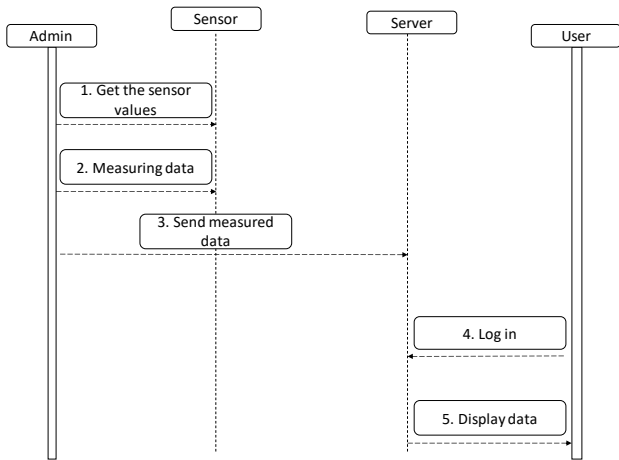 Admin
Sensor
Server
User
1. Get the sensor
values
2. Measuring data
3. Send measured
data
4. Log in
5. Display data